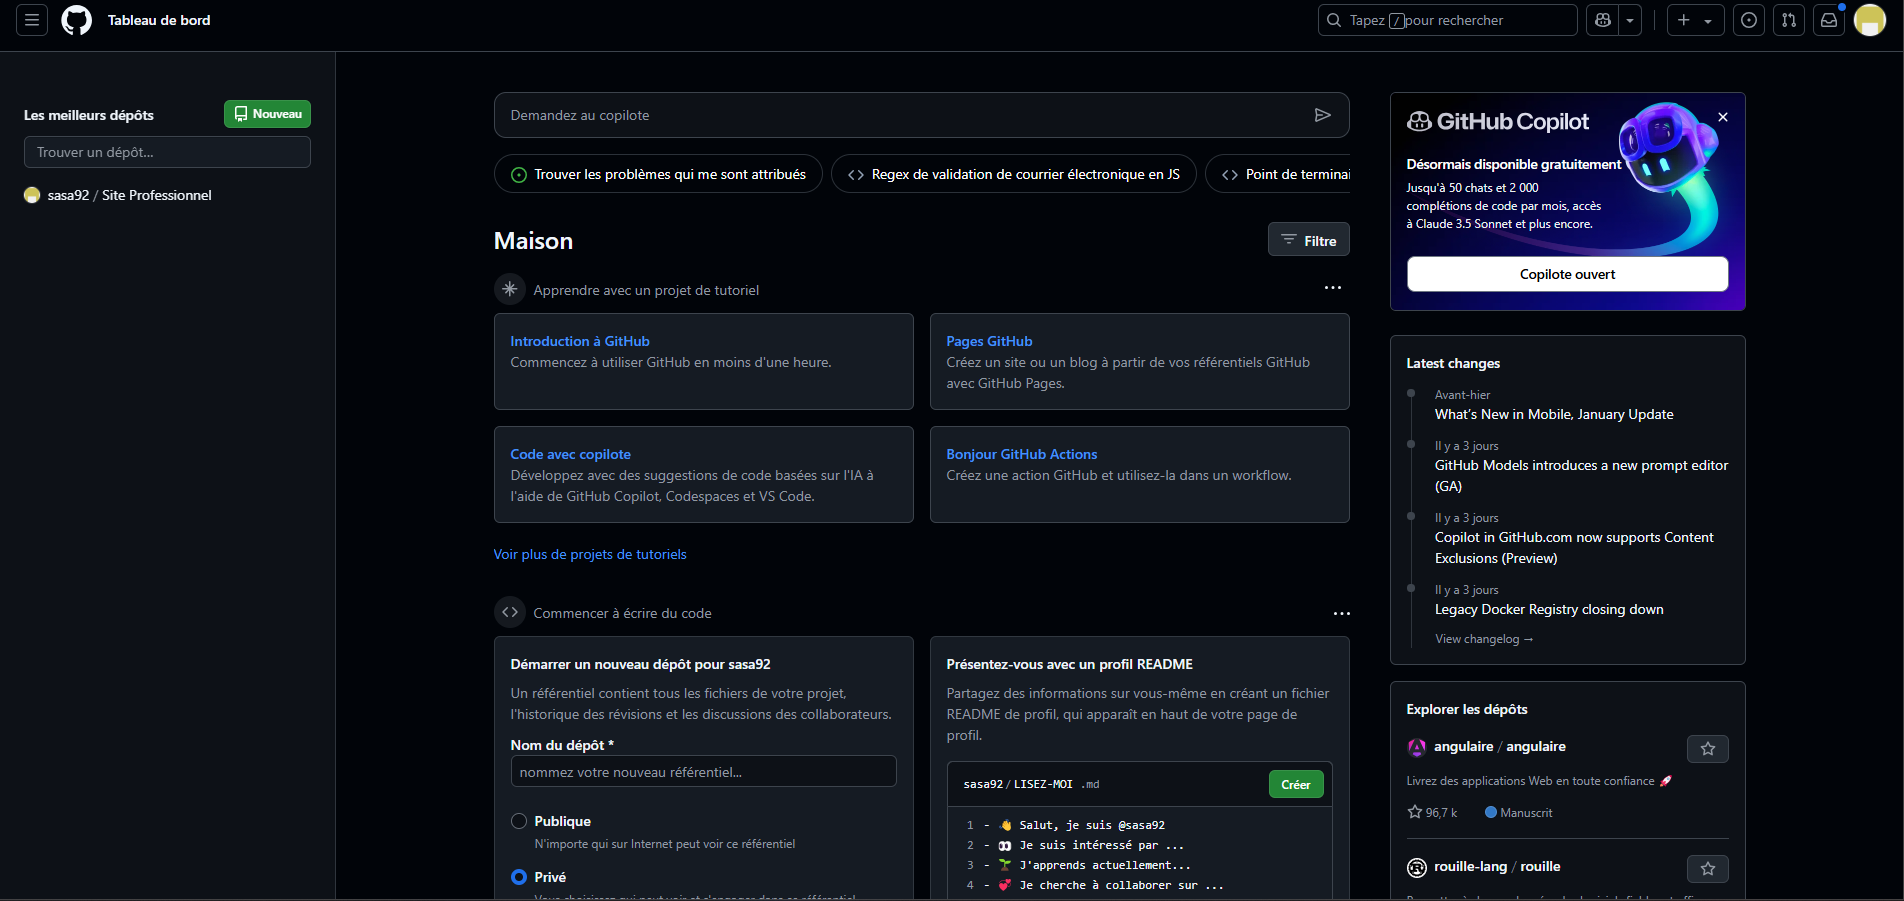 Tableau de bord
Tapez / pour rechercher
Les meilleurs dépôts
Nouveau
Trouver un dépôt...
sasa92 / Site Professionnel
Demandez au copilote
Trouver les problèmes qui me sont attribués
Regex de validation de courrier électronique en JS
Point de terminai
Maison
Filtre
Apprendre avec un projet de tutoriel
Introduction à GitHub
Commencez à utiliser GitHub en moins d'une heure.
Pages GitHub
Créez un site ou un blog à partir de vos référentiels GitHub
avec GitHub Pages.
Code avec copilote
Développez avec des suggestions de code basées sur l'IA à
l'aide de GitHub Copilot, Codespaces et VS Code.
Bonjour GitHub Actions
Créez une action GitHub et utilisez-la dans un workflow.
Voir plus de projets de tutoriels
Commencer à écrire du code
Démarrer un nouveau dépôt pour sasa92
Un référentiel contient tous les fichiers de votre projet,
l'historique des révisions et les discussions des collaborateurs.
Nom du dépôt *
nommez votre nouveau référentiel...
Publique
N'importe qui sur Internet peut voir ce référentiel
Privé
Présentez-vous avec un profil README
Partagez des informations sur vous-même en créant un fichier
README de profil, qui apparaît en haut de votre page de
profil.
sasa92 / LISEZ-MOI .md
Créer
1 - 👋 Salut, je suis @sasa92
2 - 👀 Je suis intéressé par ...
3 - 🌱 J'apprends actuellement...
4 - 💞️ Je cherche à collaborer sur ...
GitHub Copilot
Désormais disponible gratuitement
Jusqu'à 50 chats et 2 000
complétions de code par mois, accès
à Claude 3.5 Sonnet et plus encore.
Copilote ouvert
Latest changes
Avant-hier
What's New in Mobile, January Update
Il y a 3 jours
GitHub Models introduces a new prompt editor
(GA)
Il y a 3 jours
Copilot in GitHub.com now supports Content
Exclusions (Preview)
Il y a 3 jours
Legacy Docker Registry closing down
View changelog →
Explorer les dépôts
angulaire / angulaire
Livrez des applications Web en toute confiance 🚀
96,7 k
Manuscrit
rouille-lang / rouille